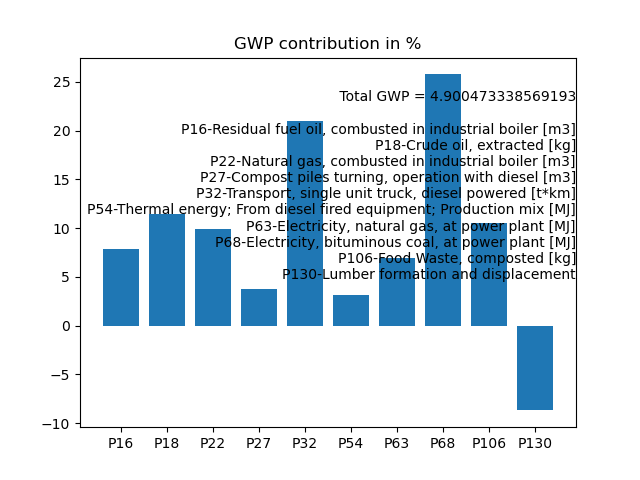 GWP contribution in %
25
20
15
10
5
0
−5
−10
Total GWP = 4.900473338569193
P16-Residual fuel oil, combusted in industrial boiler [m3]
P18-Crude oil, extracted [kg]
P22-Natural gas, combusted in industrial boiler [m3]
P27-Compost piles turning, operation with diesel [m3]
P32-Transport, single unit truck, diesel powered [t*km]
P54-Thermal energy; From diesel fired equipment; Production mix [MJ]
P63-Electricity, natural gas, at power plant [MJ]
P68-Electricity, bituminous coal, at power plant [MJ]
P106-Food Waste, composted [kg]
P130-Lumber formation and displacement
P16 P18 P22 P27 P32 P54 P63 P68 P106 P130